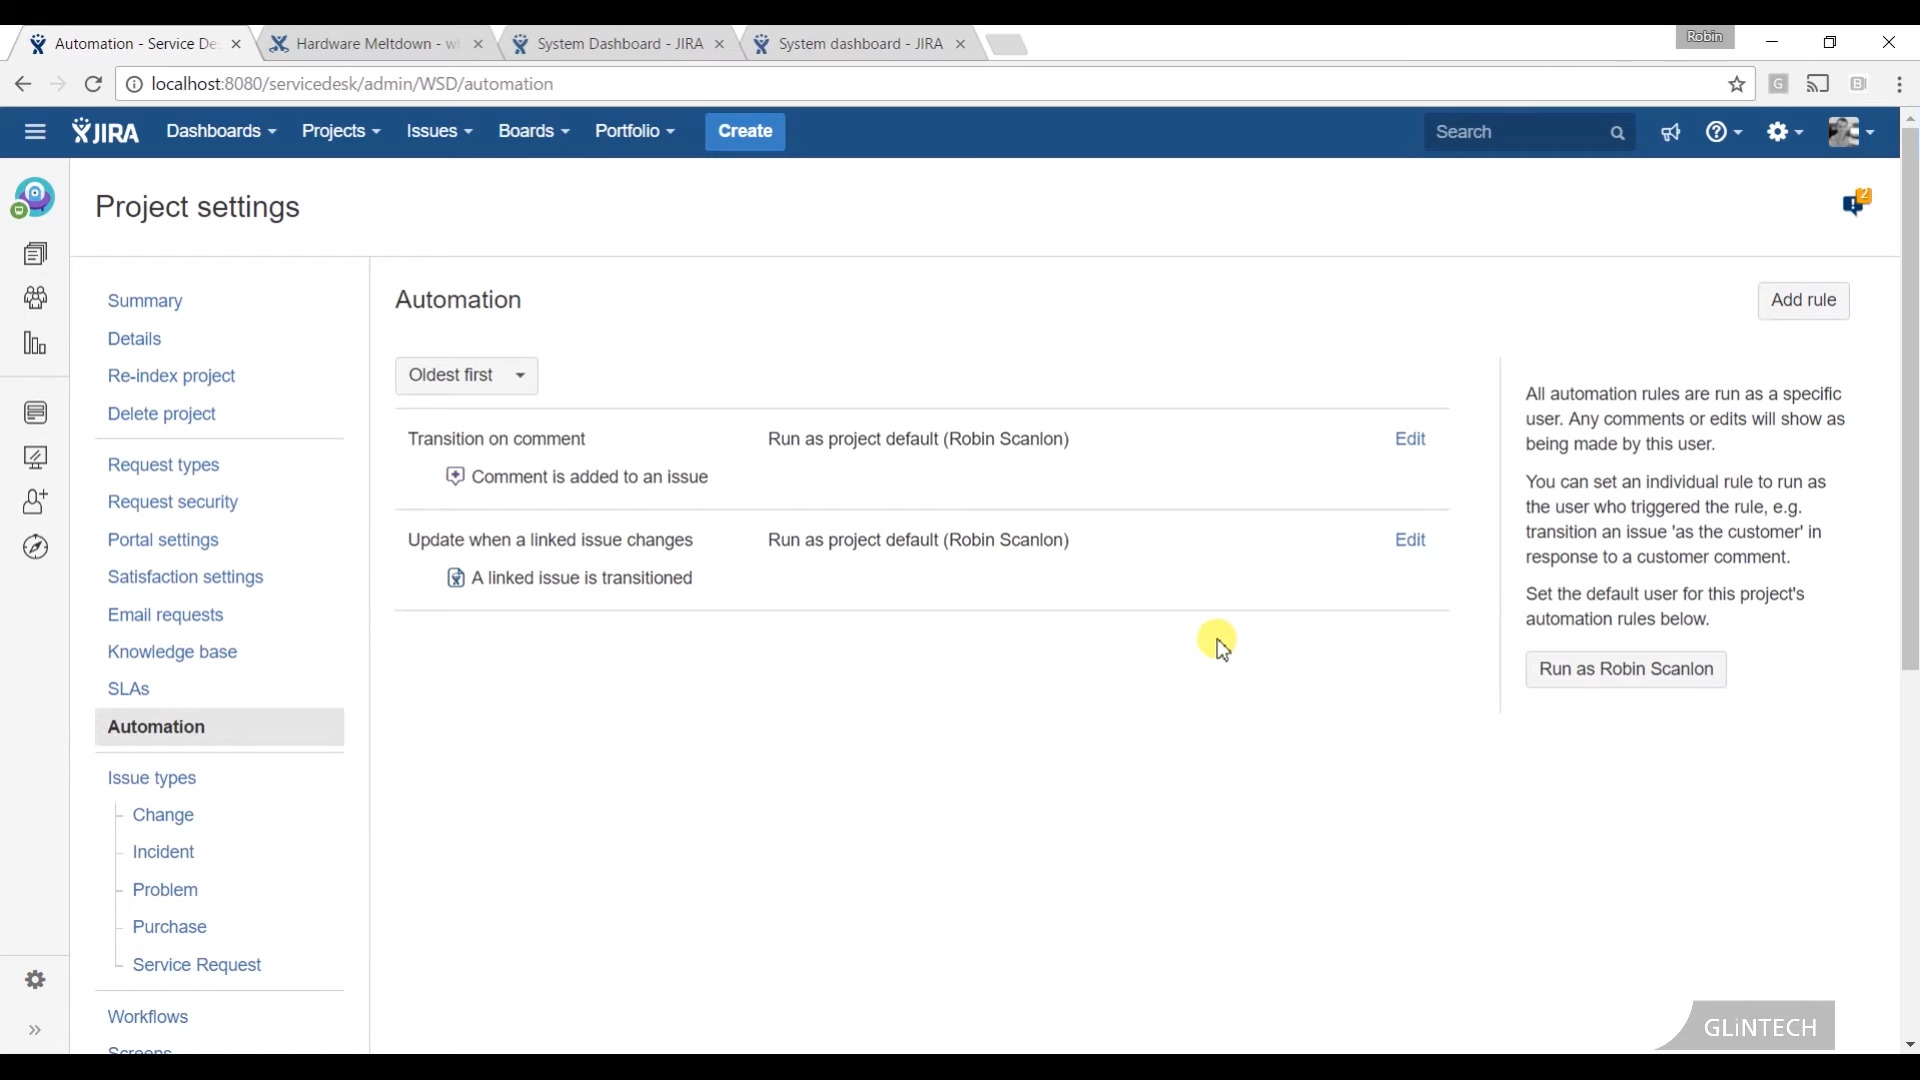 Automation - Service De
Hardware Meltdown - w
System Dashboard - JIRA
System dashboard - JIRA
Robin
localhost:8080/servicedesk/admin/WSD/automation
JIRA
Dashboards
Projects
Issues
Boards
Portfolio
Create
Search
Project settings
2
Summary
Details
Re-index project
Delete project
Request types
Request security
Portal settings
Satisfaction settings
Email requests
Knowledge base
SLAs
Automation
Issue types
Change
Incident
Problem
Purchase
Service Request
Workflows
Screens
Automation
Add rule
Oldest first
Transition on comment
Run as project default (Robin Scanlon)
Edit
Comment is added to an issue
Update when a linked issue changes
Run as project default (Robin Scanlon)
Edit
A linked issue is transitioned
All automation rules are run as a specific
user. Any comments or edits will show as
being made by this user.
You can set an individual rule to run as
the user who triggered the rule, e.g.
transition an issue 'as the customer' in
response to a customer comment.
Set the default user for this project's
automation rules below.
Run as Robin Scanlon
GLiNTECH